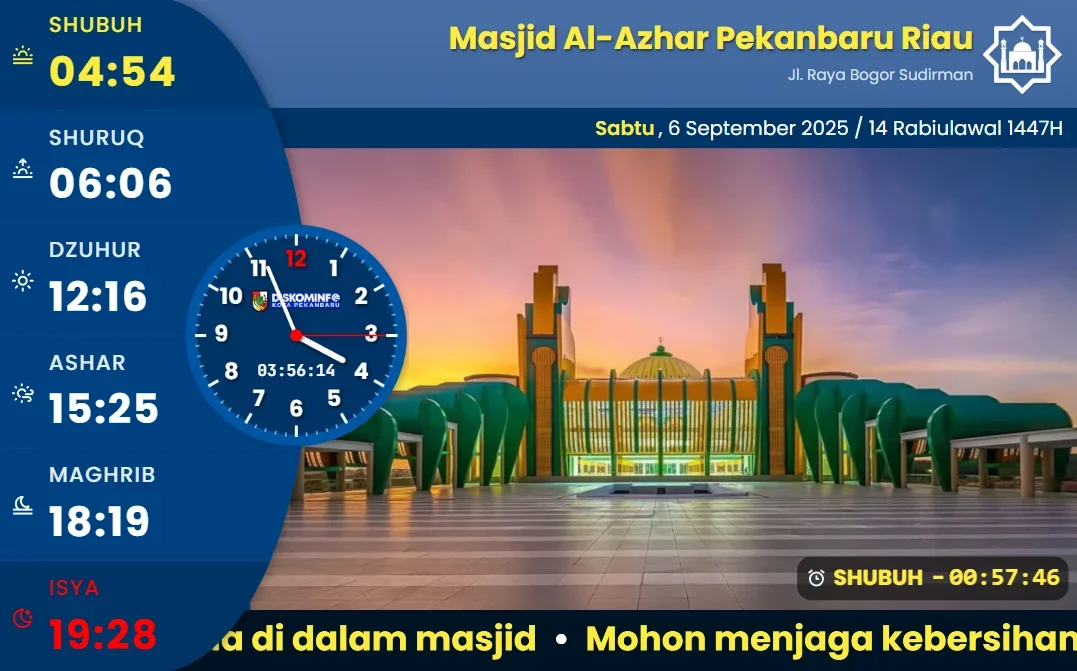 SHUBUH
04:54
SHURUQ
06:06
DZUHUR
12:16
ASHAR
15:25
MAGHRIB
18:19
ISYA
19:28
Masjid Al-Azhar Pekanbaru Riau
Jl. Raya Bogor Sudirman
Sabtu , 6 September 2025 / 14 Rabiulawal 1447H
12
1
2
3
4
5
6
7
8
9
10
11
DISKOMINFO
KOTA PEKANBARU
03:56:14
SHUBUH - 00:57:46
di dalam masjid • Mohon menjaga kebersihan